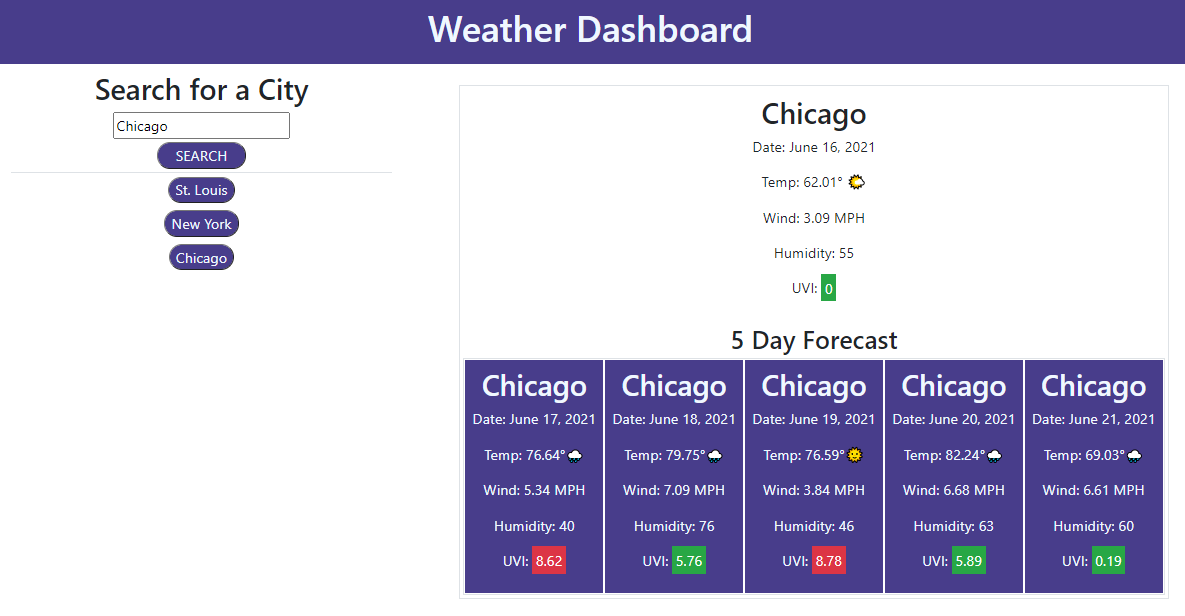 Weather Dashboard
Search for a City
Chicago
SEARCH
St. Louis
New York
Chicago
Chicago
Date: June 16, 2021
Temp: 62.01°
Wind: 3.09 MPH
Humidity: 55
UVI: 0
5 Day Forecast
Chicago
Date: June 17, 2021
Temp: 76.64°
Wind: 5.34 MPH
Humidity: 40
UVI: 8.62
Chicago
Date: June 18, 2021
Temp: 79.75°
Wind: 7.09 MPH
Humidity: 76
UVI: 5.76
Chicago
Date: June 19, 2021
Temp: 76.59°
Wind: 3.84 MPH
Humidity: 46
UVI: 8.78
Chicago
Date: June 20, 2021
Temp: 82.24°
Wind: 6.68 MPH
Humidity: 63
UVI: 5.89
Chicago
Date: June 21, 2021
Temp: 69.03°
Wind: 6.61 MPH
Humidity: 60
UVI: 0.19